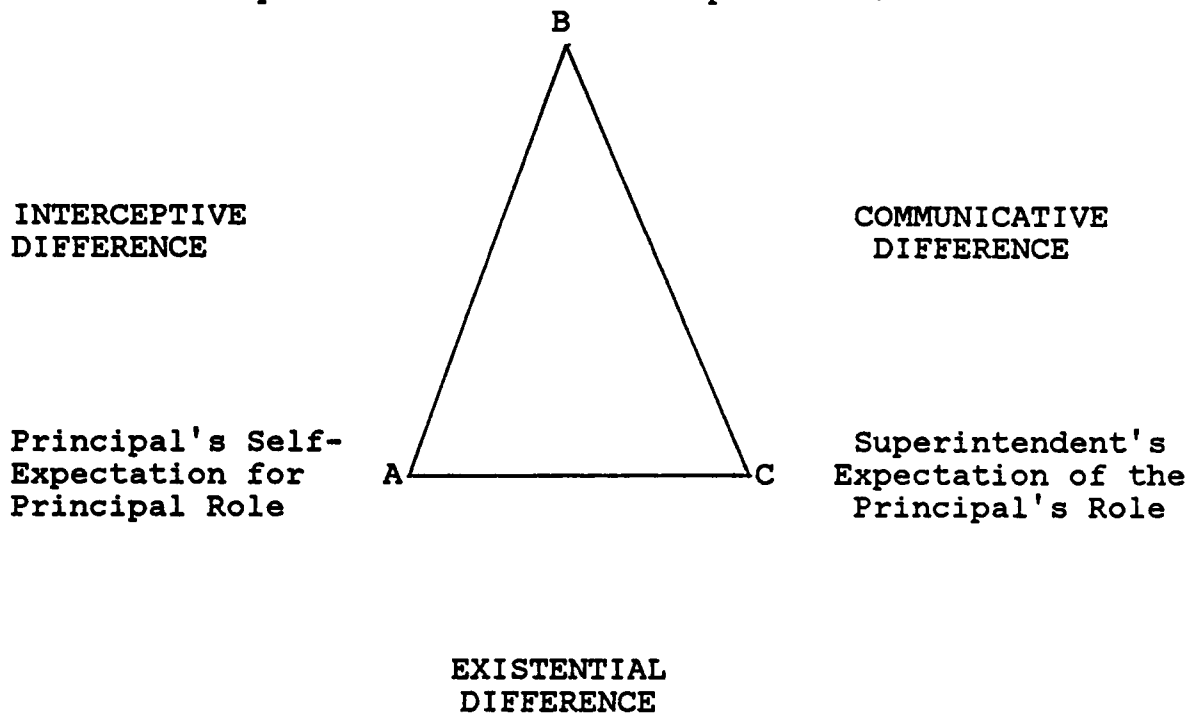 B
INTERCEPTIVE
DIFFERENCE
COMMUNICATIVE
DIFFERENCE
Principal's Self-
Expectation for
Principal Role
A
C
Superintendent's
Expectation of the
Principal's Role
EXISTENTIAL
DIFFERENCE